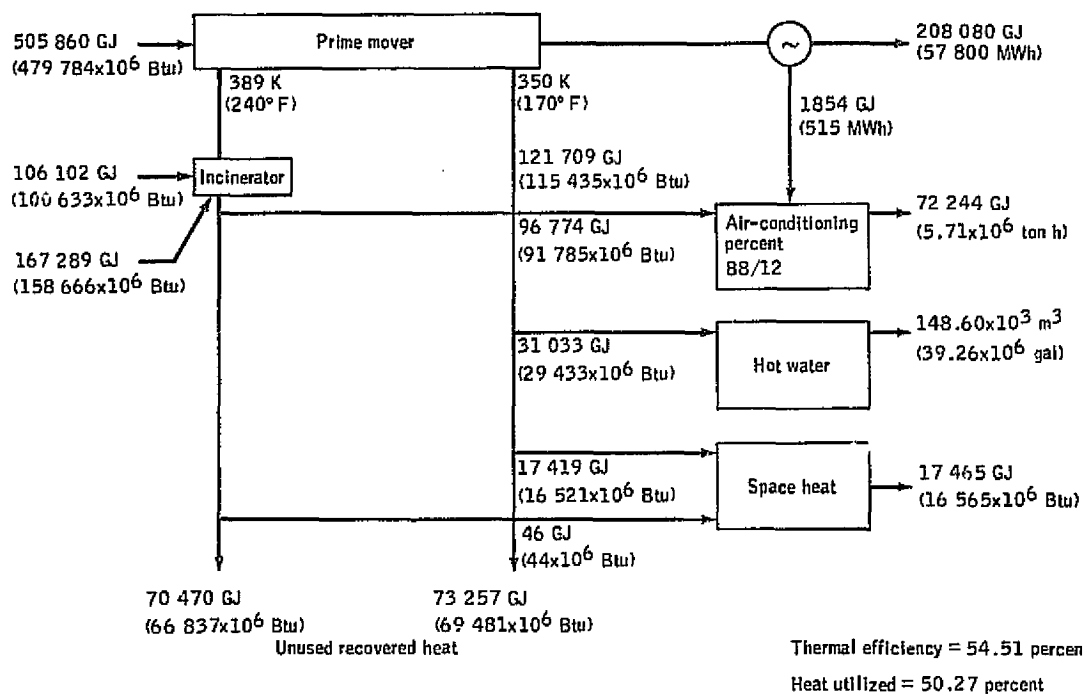 505 860 GJ
(479 784x10⁶ Btu)
Prime mover
~
208 080 GJ
(57 800 MWh)
389 K
(240° F)
350 K
(170° F)
1854 GJ
(515 MWh)
106 102 GJ
(100 633x10⁶ Btu)
Incinerator
121 709 GJ
(115 435x10⁶ Btu)
167 289 GJ
(158 666x10⁶ Btu)
96 774 GJ
(91 785x10⁶ Btu)
Air-conditioning
percent
88/12
72 244 GJ
(5.71x10⁶ ton h)
31 033 GJ
(29 433x10⁶ Btu)
Hot water
148.60x10³ m³
(39.26x10⁶ gal)
17 419 GJ
(16 521x10⁶ Btu)
Space heat
17 465 GJ
(16 565x10⁶ Btu)
46 GJ
(44x10⁶ Btu)
70 470 GJ
(66 837x10⁶ Btu)
73 257 GJ
(69 481x10⁶ Btu)
Unused recovered heat
Thermal efficiency = 54.51 percen
Heat utilized = 50.27 percent